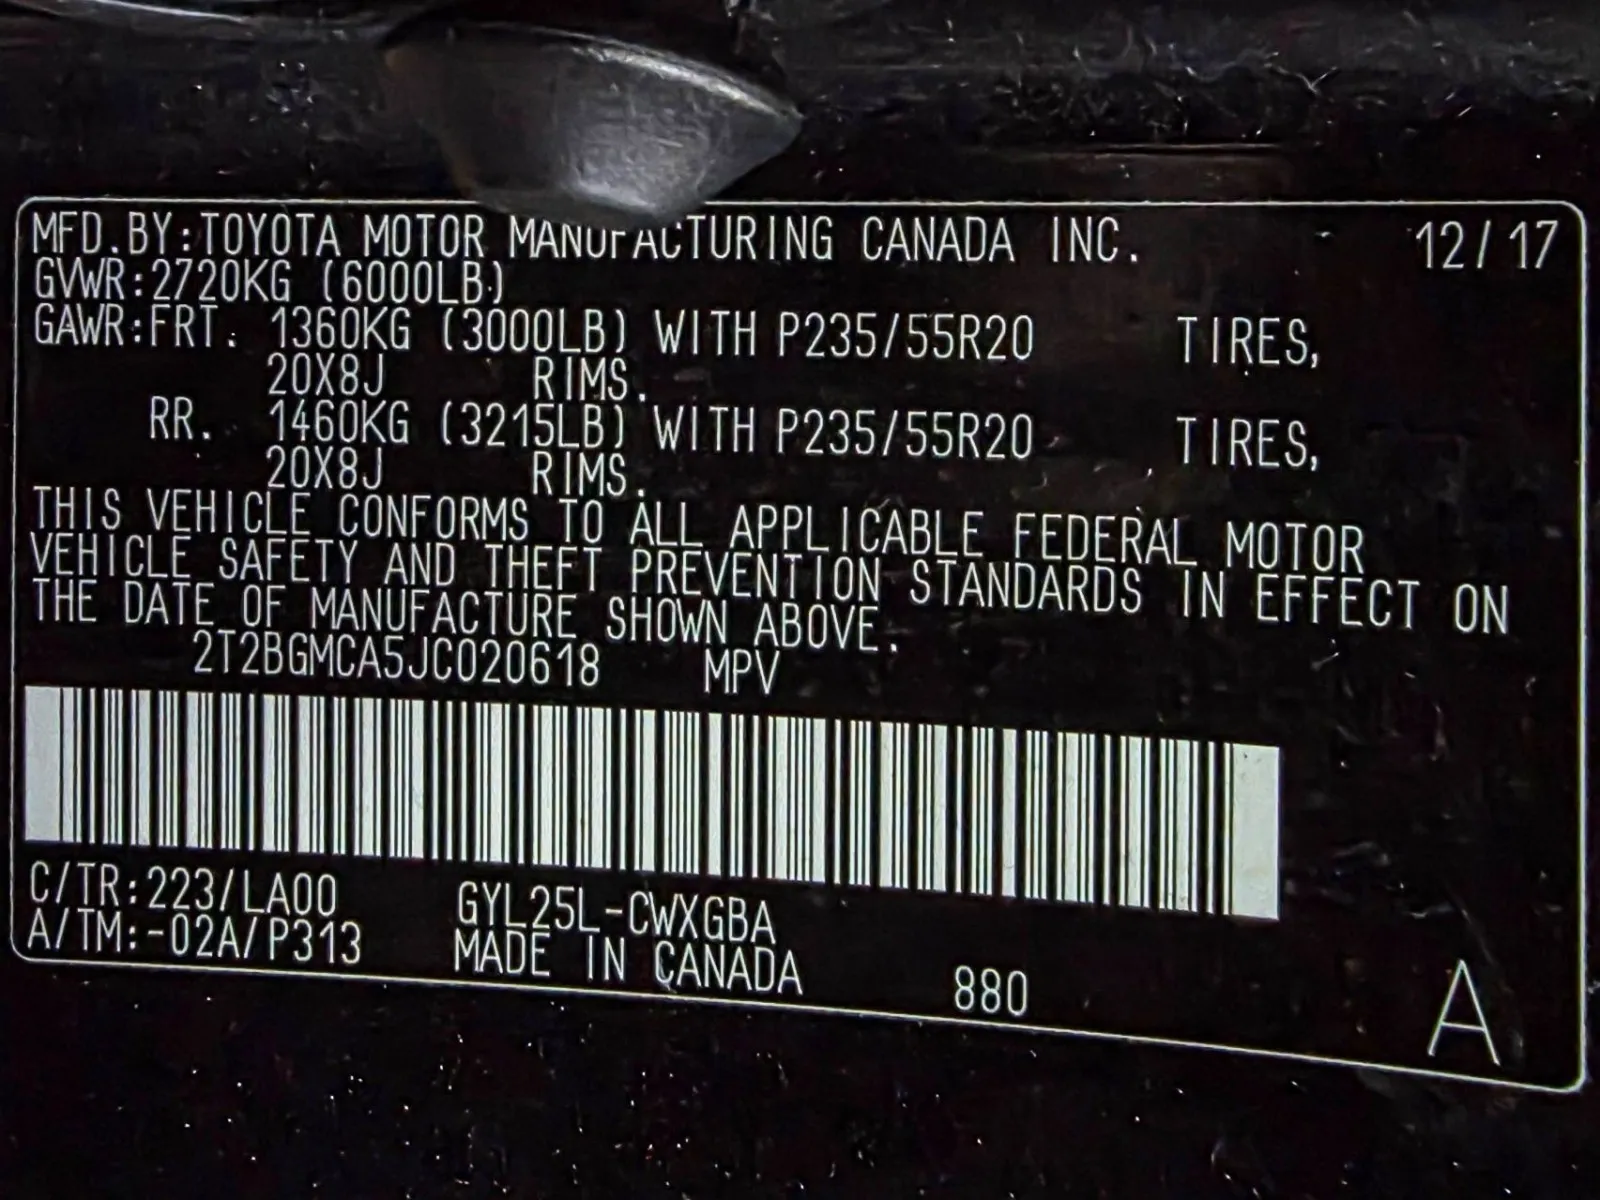 MFD.BY:TOYOTA MOTOR MANUFACTURING CANADA INC. 12/17
GVWR:2720KG (6000LB)
GAWR:FRT. 1360KG (3000LB) WITH P235/55R20 TIRES,
20X8J RIMS.
RR. 1460KG (3215LB) WITH P235/55R20 TIRES,
20X8J RIMS.
THIS VEHICLE CONFORMS TO ALL APPLICABLE FEDERAL MOTOR
VEHICLE SAFETY AND THEFT PREVENTION STANDARDS IN EFFECT ON
THE DATE OF MANUFACTURE SHOWN ABOVE.
2T2BGMCA5JC020618 MPV
C/TR:223/LA00 GYL25L-CWXGBA
A/TM:-02A/P313 MADE IN CANADA 880 A